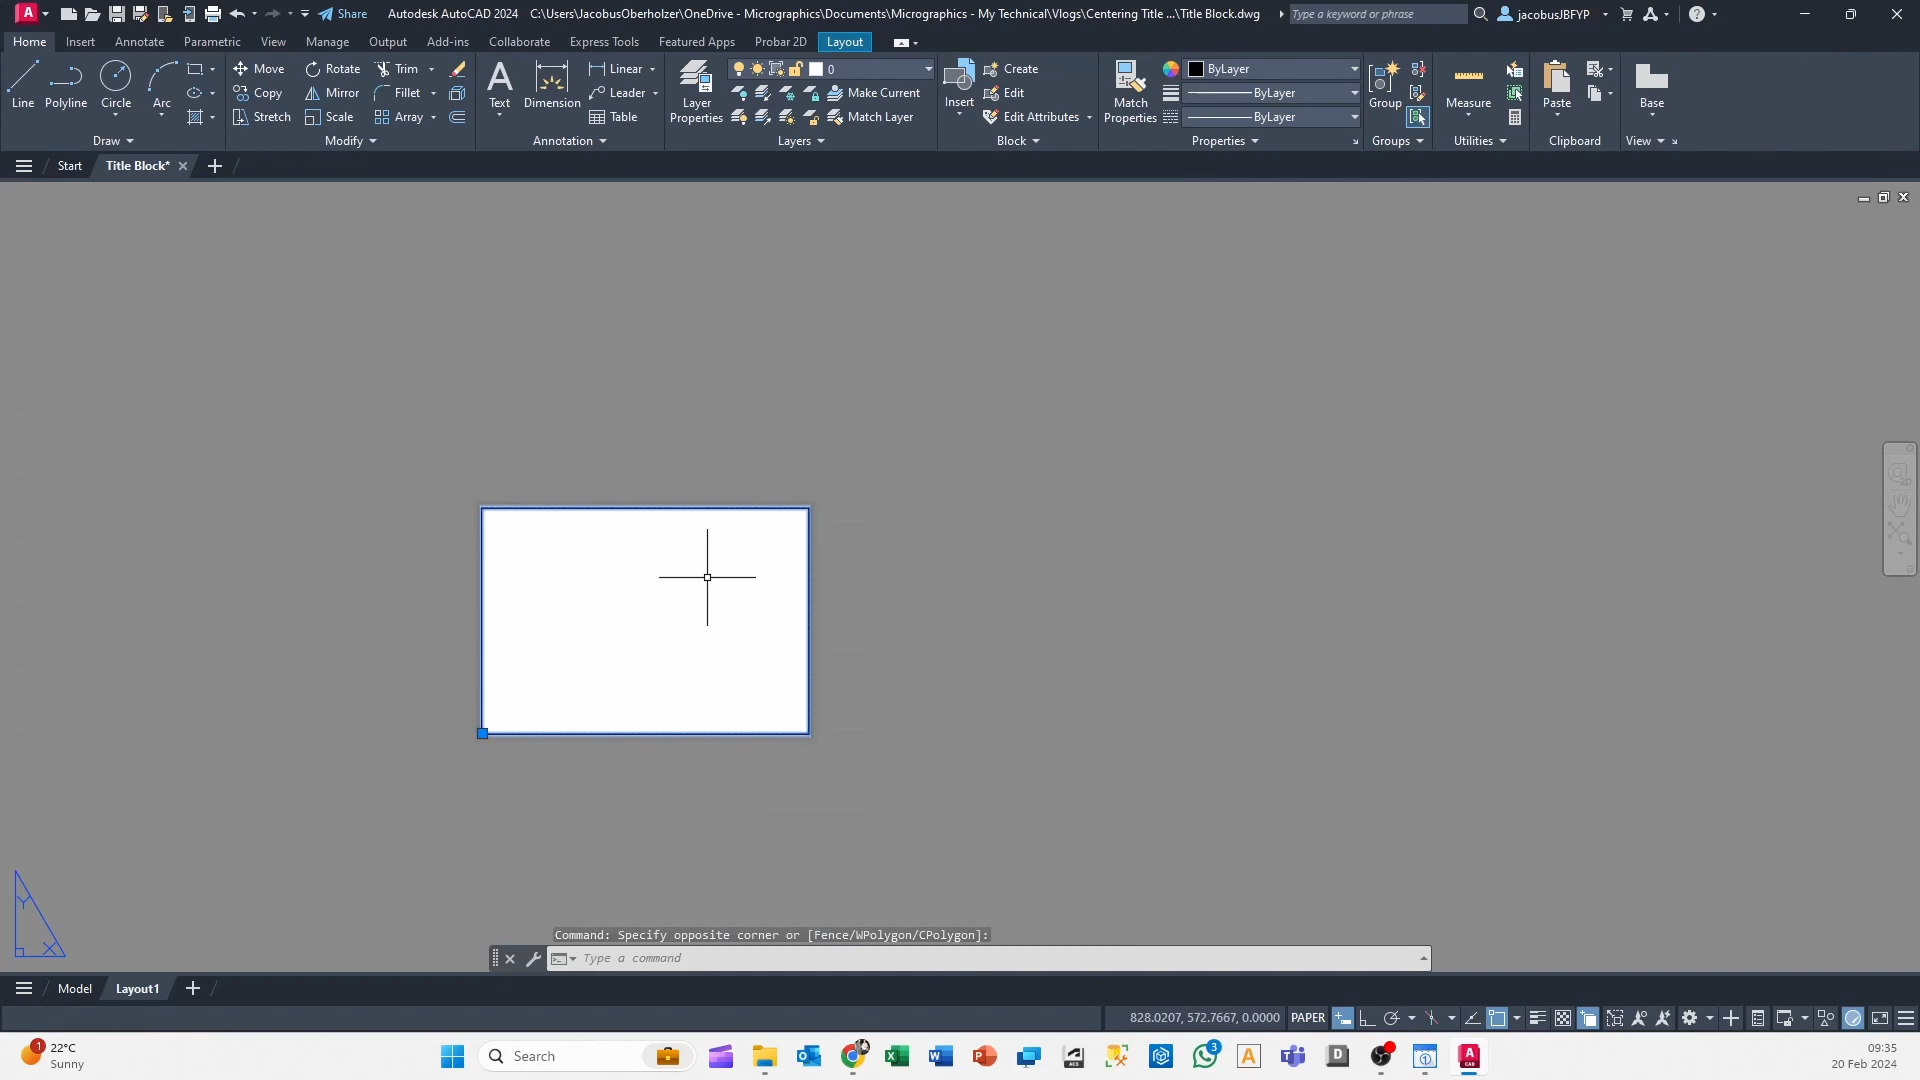 A Share Autodesk AutoCAD 2024 C:\Users\JacobusOberholzer\OneDrive - Micrographics\Documents\Micrographics - My Technical\Vlogs\Centering Title ...\Title Block.dwg Type a keyword or phrase jacobusJBFYP ?
Home Insert Annotate Parametric View Manage Output Add-ins Collaborate Express Tools Featured Apps Probar 2D Layout
Line Polyline Circle Arc
Move Rotate Trim
Copy Mirror Fillet
Stretch Scale Array
A Text Dimension Linear
Leader
Table
Layer Properties 0
Make Current
Match Layer
Insert Create
Edit
Edit Attributes
Match Properties ByLayer
ByLayer
ByLayer
Group Measure Paste Base
Draw Modify Annotation Layers Block Properties Groups Utilities Clipboard View
Start Title Block*
Y
X
Command: Specify opposite corner or [Fence/WPolygon/CPolygon]:
Type a command
Model Layout1
828.0207, 572.7667, 0.0000 PAPER
1 22°C
Sunny
Search
3
09:35
20 Feb 2024